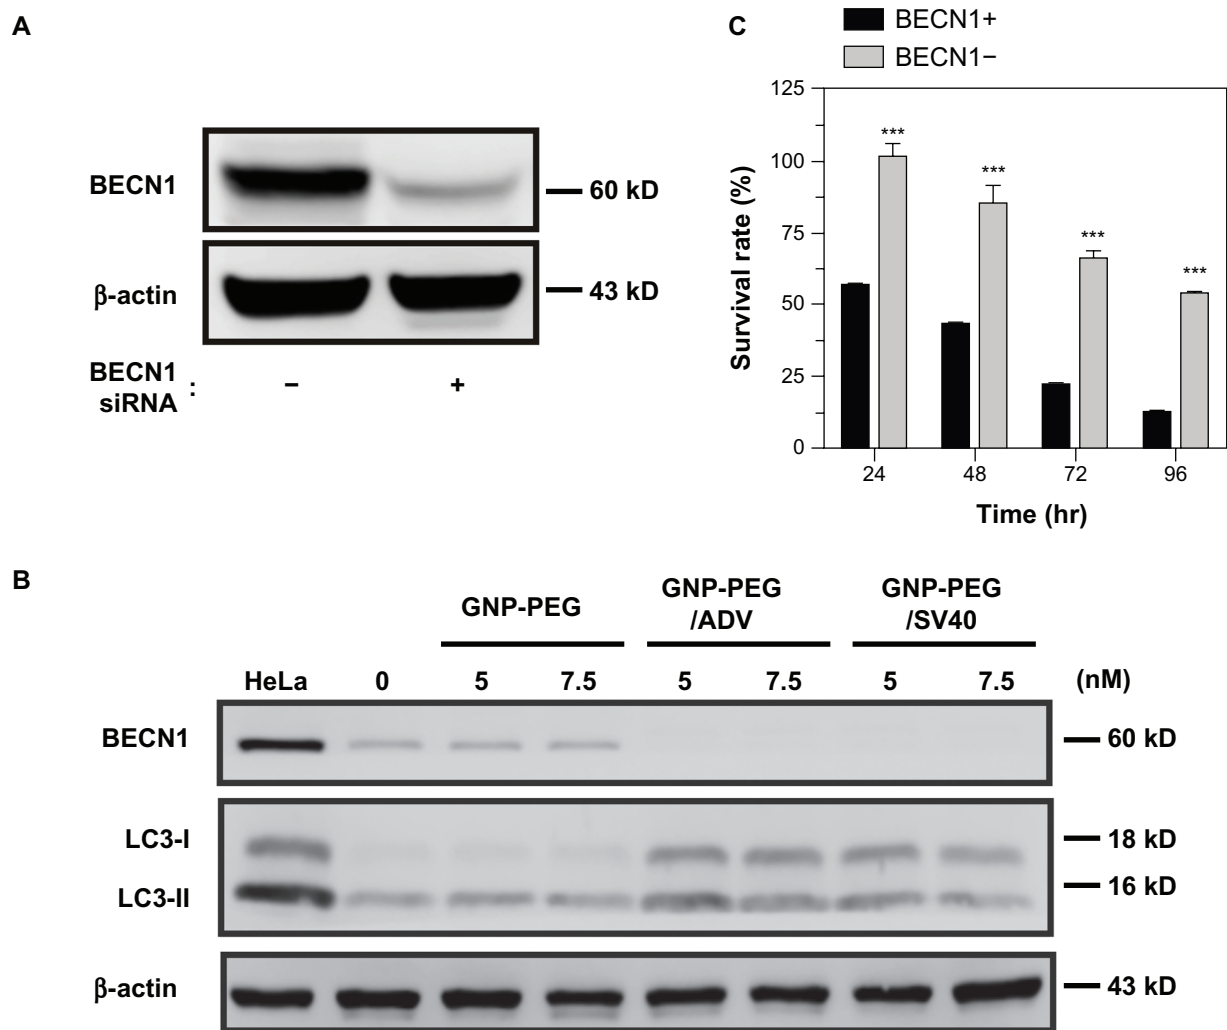 A
BECN1
60 kD
β-actin
43 kD
BECN1
siRNA :
− +
C
BECN1+
BECN1−
125
100
75
50
25
0
Survival rate (%)
***
***
***
***
24 48 72 96
Time (hr)
B
GNP-PEG
GNP-PEG
/ADV
GNP-PEG
/SV40
HeLa 0 5 7.5 5 7.5 5 7.5 (nM)
BECN1
60 kD
LC3-I
18 kD
LC3-II
16 kD
β-actin
43 kD